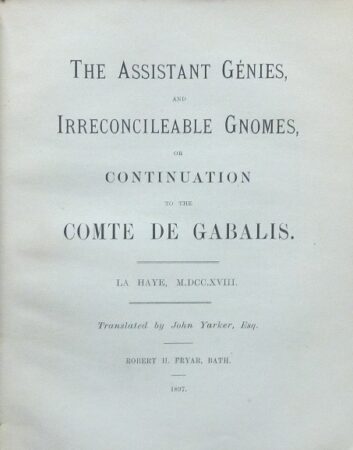 THE ASSISTANT GÉNIES,
AND
IRRECONCILEABLE GNOMES,
OR
CONTINUATION
TO THE
COMTE DE GABALIS.
LA HAYE, M.DCC.XVIII.
Translated by John Yarker, Esq.
ROBERT H. FRYAR, BATH.
1897.